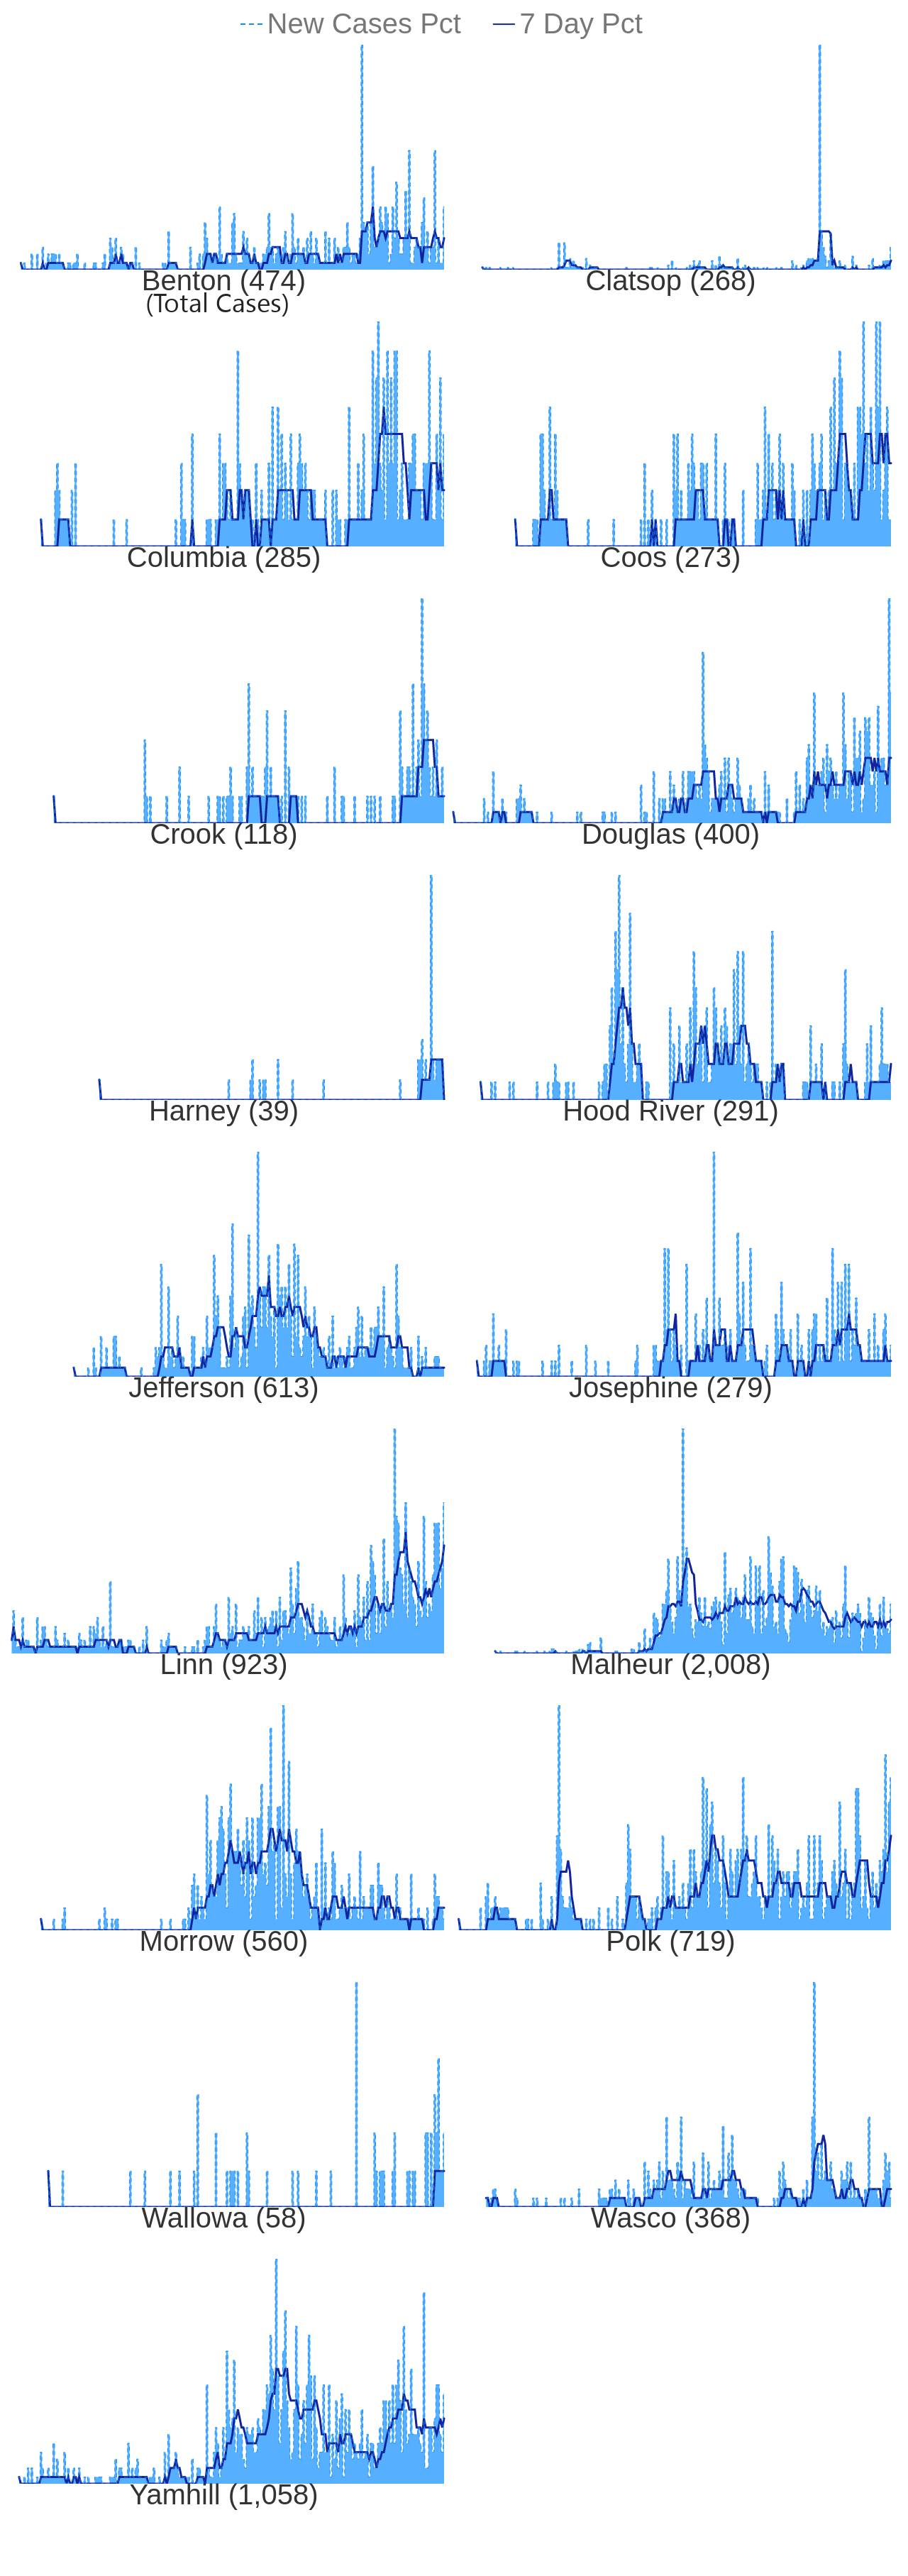 New Cases Pct 7 Day Pct
Benton (474) Clatsop (268)
(Total Cases)
Columbia (285) Coos (273)
Crook (118) Douglas (400)
Harney (39) Hood River (291)
Jefferson (613) Josephine (279)
Linn (923) Malheur (2,008)
Morrow (560) Polk (719)
Wallowa (58) Wasco (368)
Yamhill (1,058)